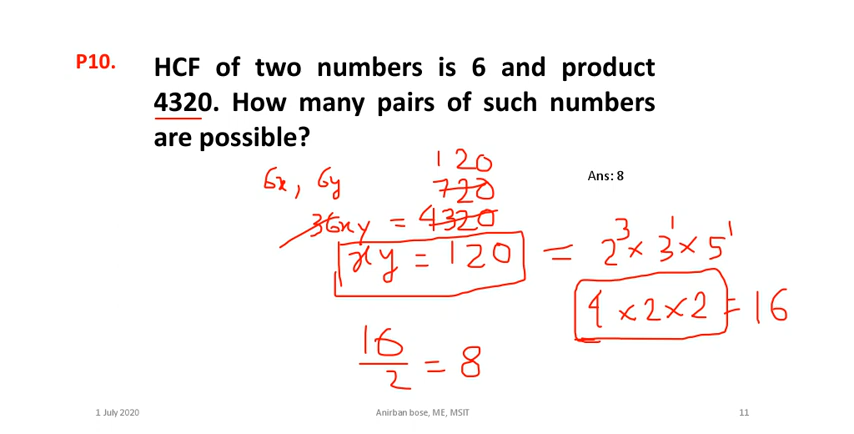 P10. HCF of two numbers is 6 and product
4320. How many pairs of such numbers
are possible?
Ans: 8
6x, 6y
120
720
36xy = 4320
xy = 120 = 2³ × 3¹ × 5¹
4 × 2 × 2 = 16
16/2 = 8
1 July 2020 Anirban bose, ME, MSIT 11